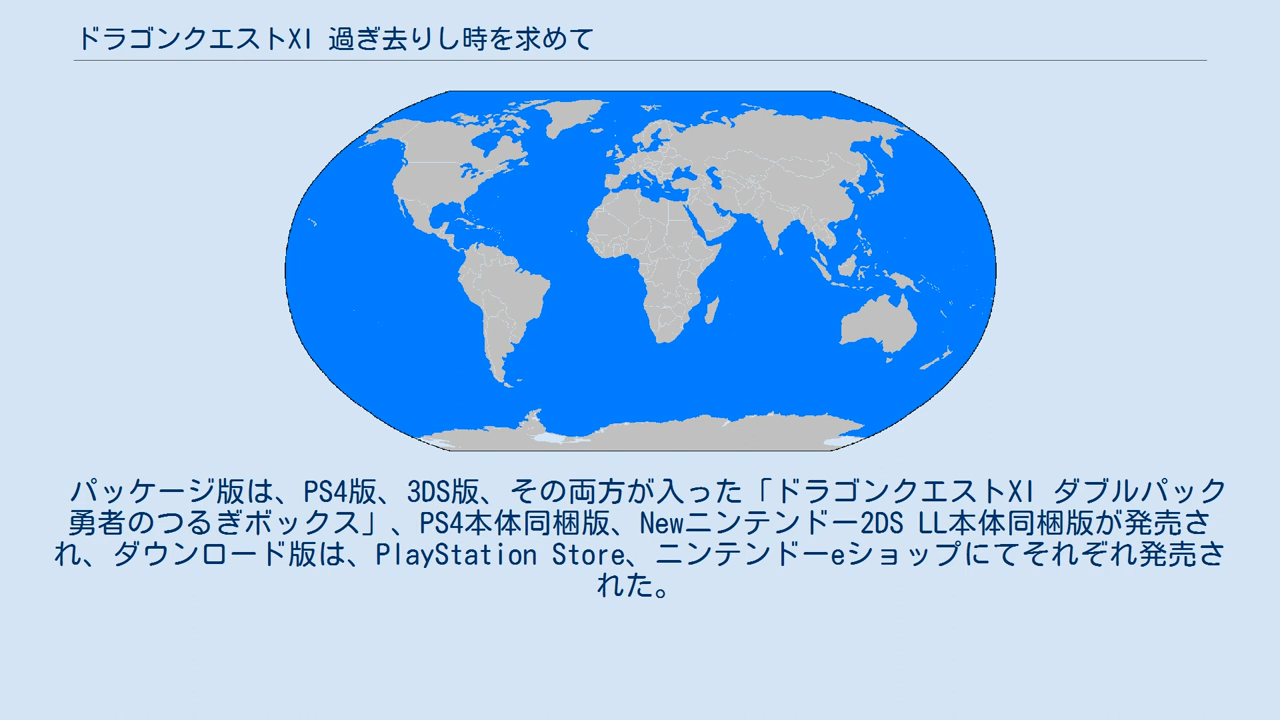 ドラゴンクエストXI 過ぎ去りし時を求めて
パッケージ版は、PS4版、3DS版、その両方が入った「ドラゴンクエストXI ダブルパック
勇者のつるぎボックス」、PS4本体同梱版、Newニンテンドー2DS LL本体同梱版が発売さ
れ、ダウンロード版は、PlayStation Store、ニンテンドーeショップにてそれぞれ発売さ
れた。